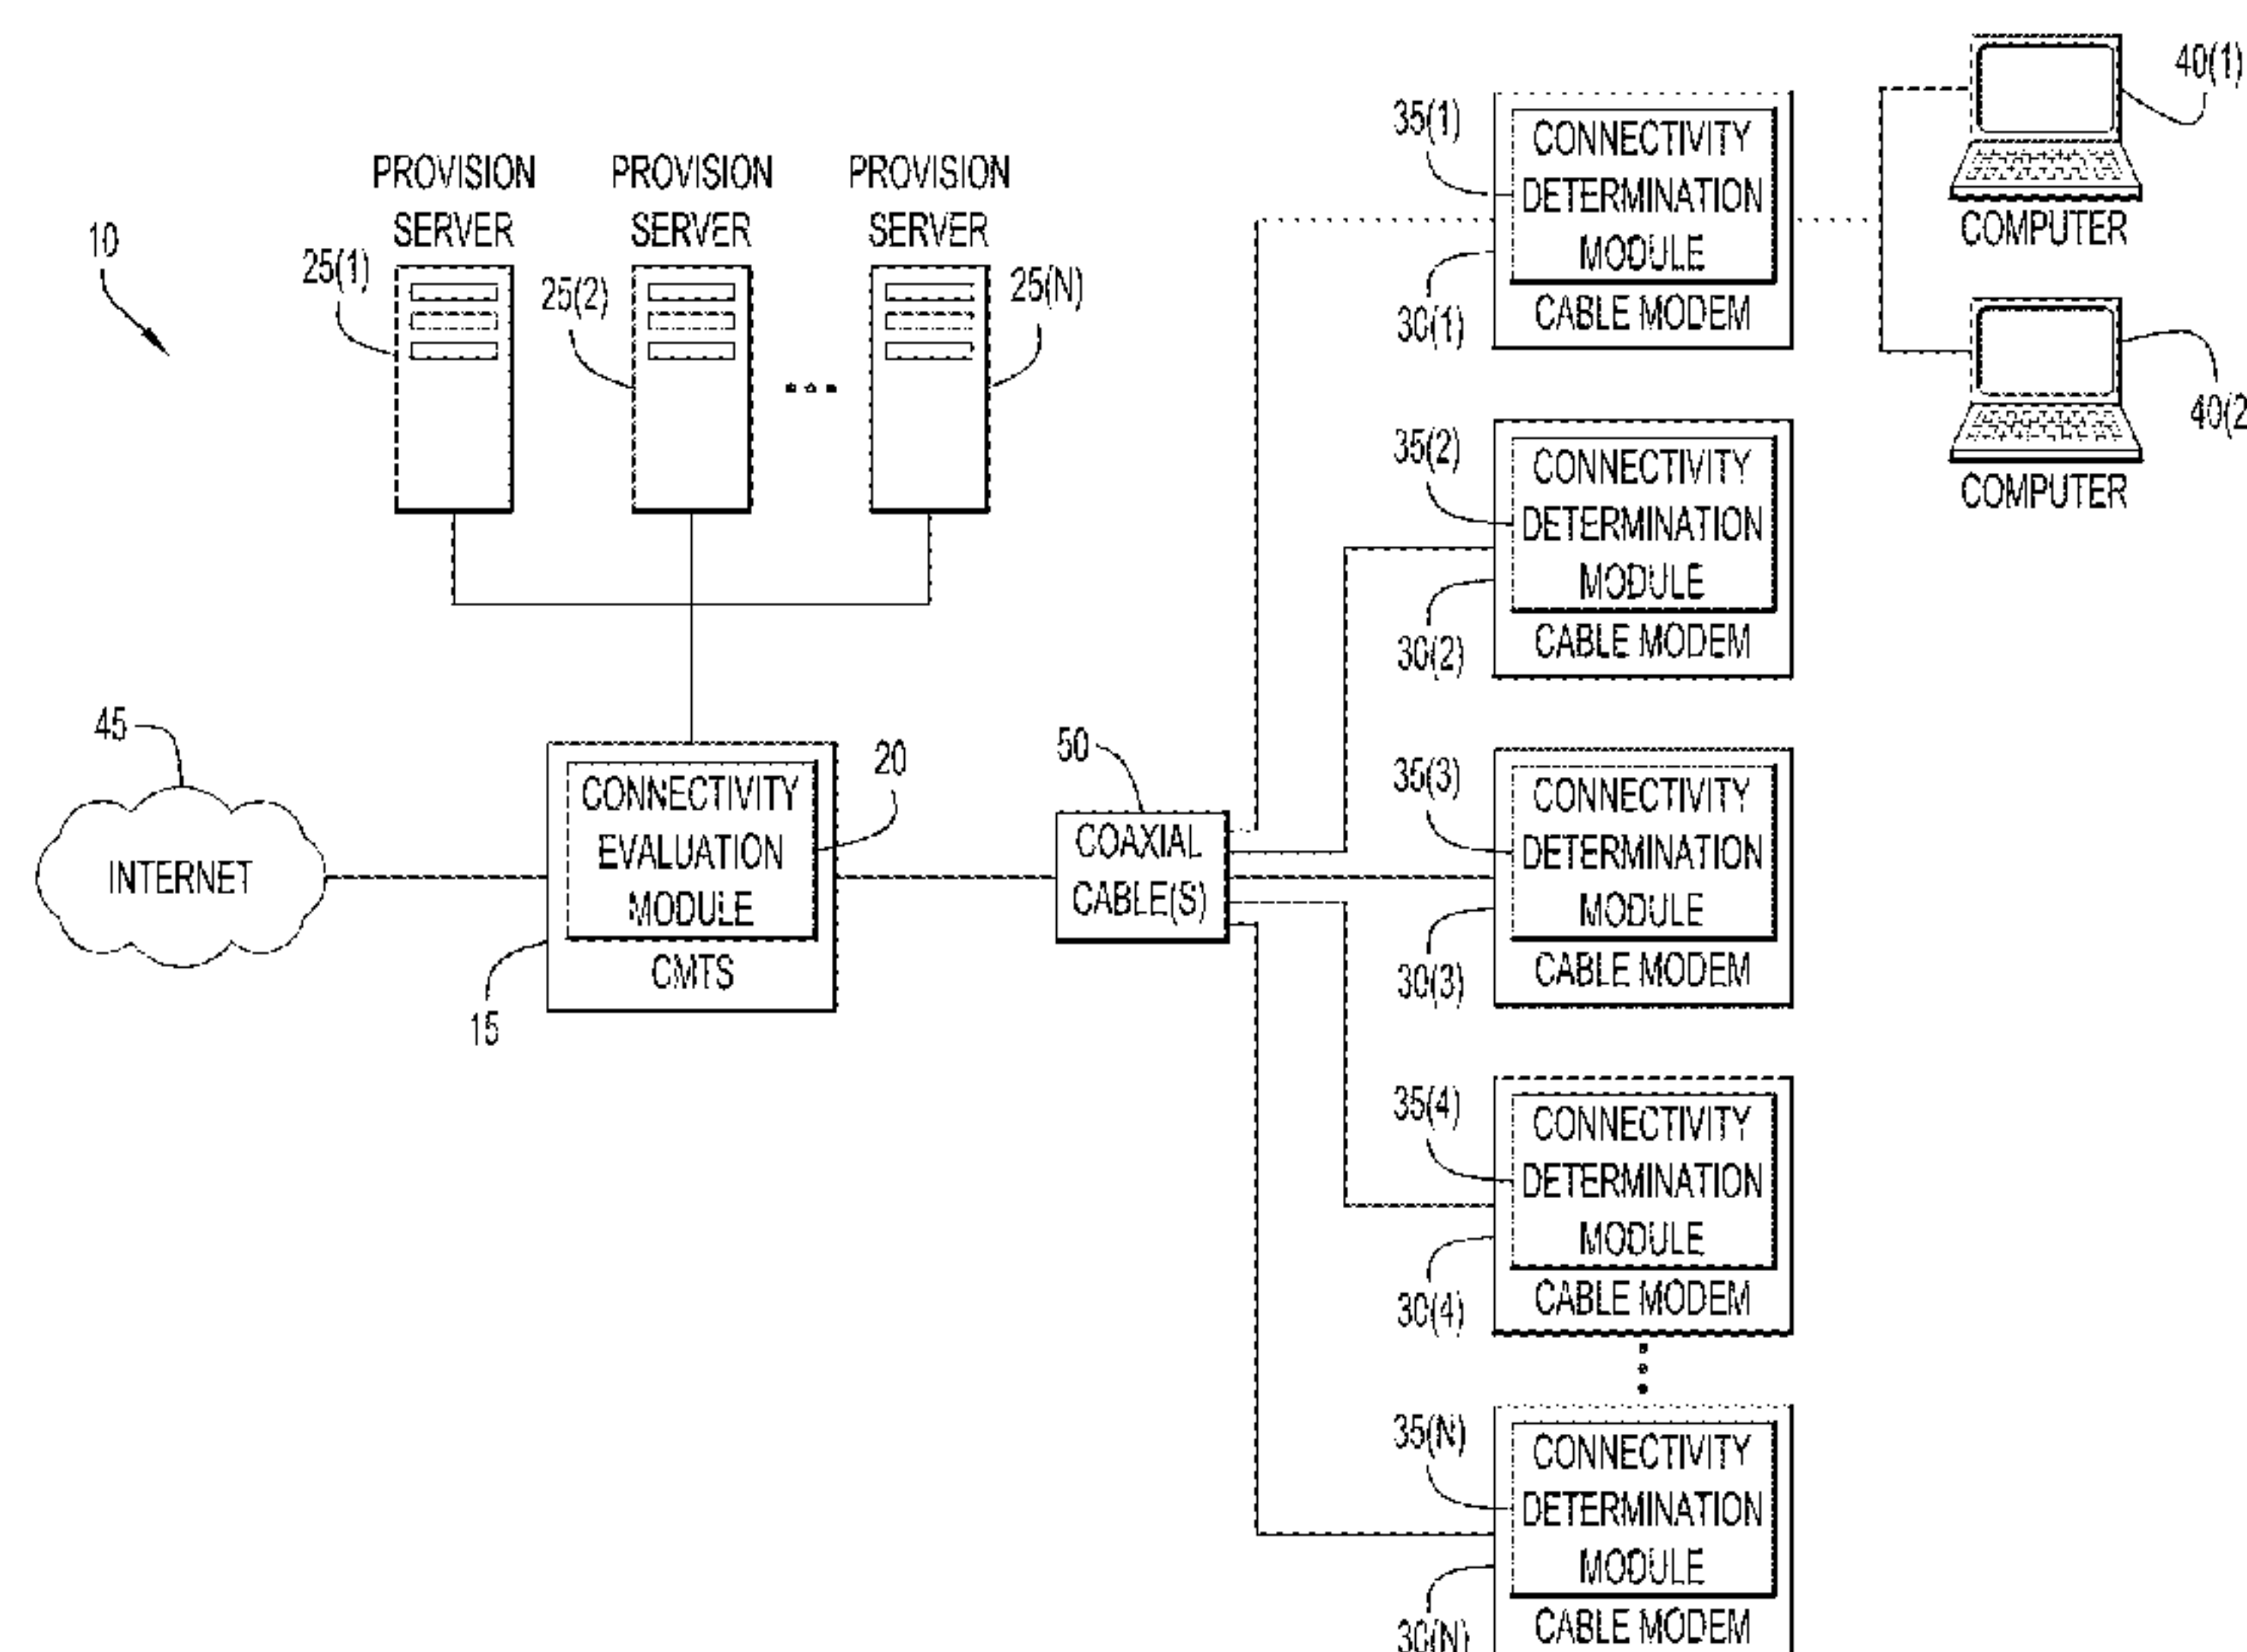 10
PROVISION
SERVER
25(1)
PROVISION
SERVER
25(2)
PROVISION
SERVER
25(N)
45
INTERNET
CONNECTIVITY
EVALUATION
MODULE
CMTS
20
15
50
COAXIAL
CABLE(S)
35(1)
CONNECTIVITY
DETERMINATION
MODULE
CABLE MODEM
30(1)
40(1)
COMPUTER
40(2
COMPUTER
35(2)
CONNECTIVITY
DETERMINATION
MODULE
CABLE MODEM
30(2)
35(3)
CONNECTIVITY
DETERMINATION
MODULE
CABLE MODEM
30(3)
35(4)
CONNECTIVITY
DETERMINATION
MODULE
CABLE MODEM
30(4)
35(N)
CONNECTIVITY
DETERMINATION
MODULE
CABLE MODEM
30(N)